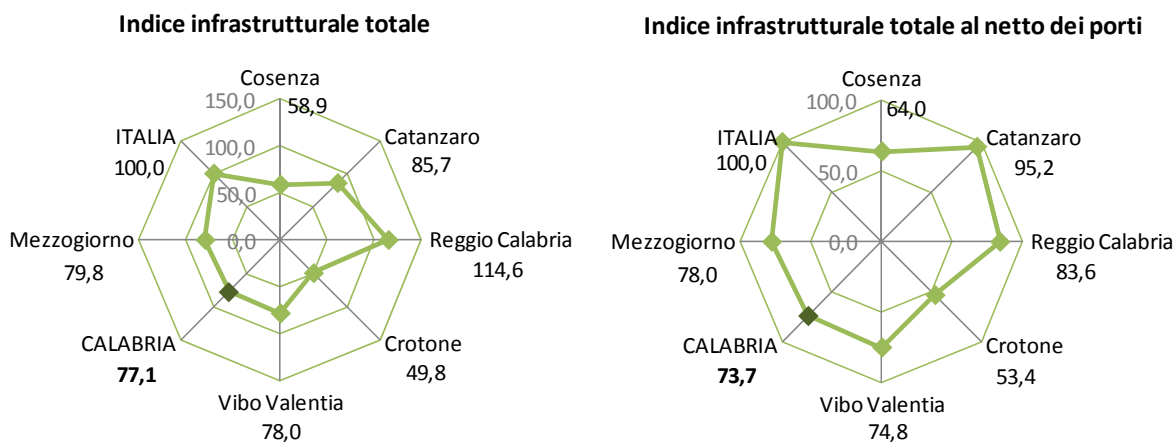 Indice infrastrutturale totale
Cosenza
58,9
150,0
ITALIA
100,0
100,0
Catanzaro
85,7
50,0
Mezzogiorno
79,8
0,0
Reggio Calabria
114,6
CALABRIA
77,1
Crotone
49,8
Vibo Valentia
78,0
Indice infrastrutturale totale al netto dei porti
Cosenza
64,0
100,0
ITALIA
100,0
Catanzaro
95,2
50,0
Mezzogiorno
78,0
0,0
Reggio Calabria
83,6
CALABRIA
73,7
Crotone
53,4
Vibo Valentia
74,8